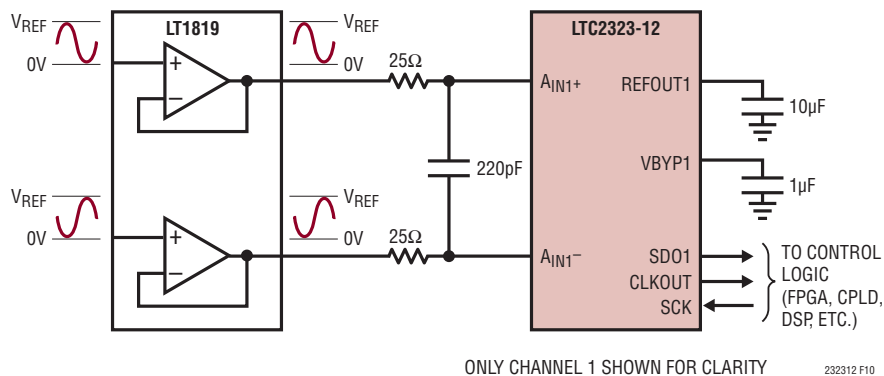 VREF
0V
LT1819
VREF
0V
25Ω
+
−
220pF
VREF
0V
VREF
0V
25Ω
+
−
LTC2323-12
AIN1+
REFOUT1
10µF
VBYP1
1µF
AIN1−
SDO1
CLKOUT
SCK
TO CONTROL
LOGIC
(FPGA, CPLD,
DSP, ETC.)
ONLY CHANNEL 1 SHOWN FOR CLARITY
232312 F10